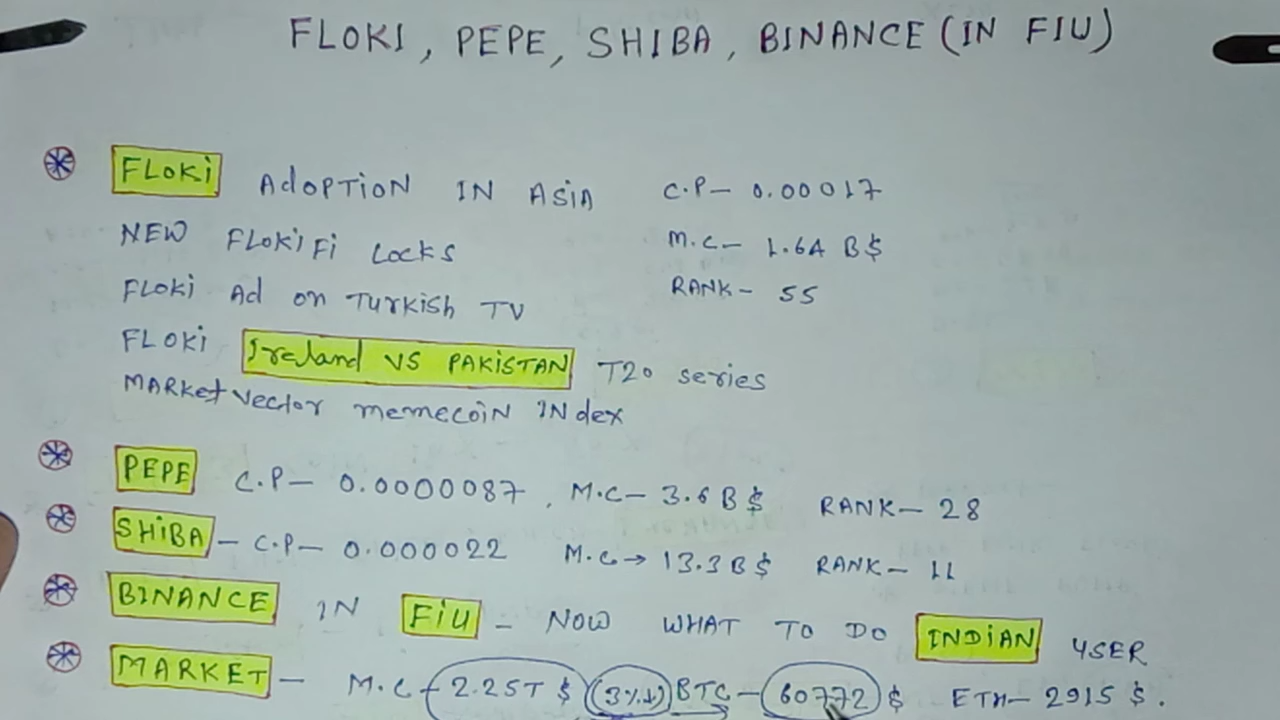 FLOKI, PEPE, SHIBA, BINANCE (IN FIU)
FLOKi AdOPTiON IN ASiA C.P- 0.00017
NEW FLOKiFi LOCKS M.C- 1.64 B$
FLOKi Ad on TURKiSh TV RANK- 55
FLOKi Ireland VS PAKiSTAN T20 series
MARKet Vector memecoiN INdex
PEPE C.P- 0.0000087, M.C- 3.6 B$ RANK- 28
SHiBA - C.P- 0.000022 M.C→ 13.3B$ RANK- 11
BINANCE IN FiU - NOW WHAT TO DO INDiAN USER
MARKET - M.C- 2.25T $ (3%↓) BTC- 60772 $ ETH- 2915 $.